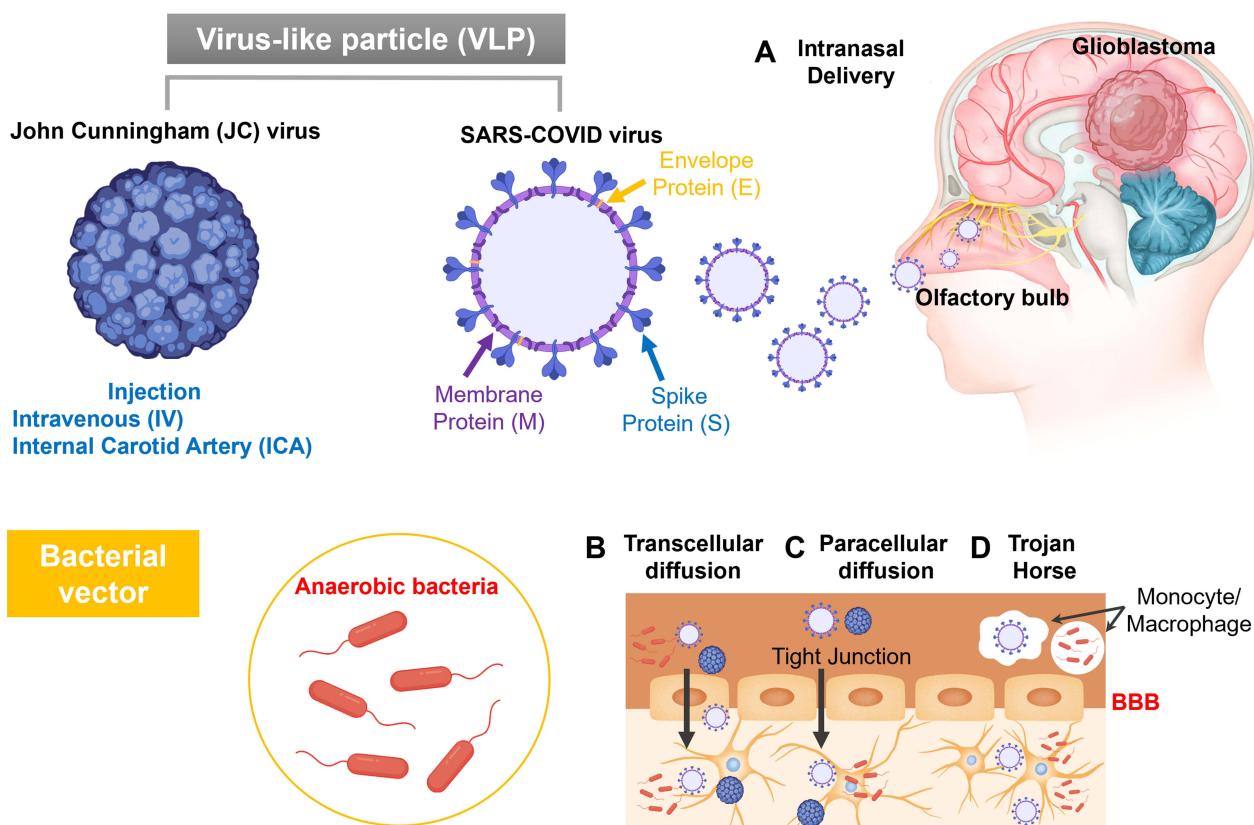 Virus-like particle (VLP)
John Cunningham (JC) virus
SARS-COVID virus
Envelope
Protein (E)
Membrane
Protein (M)
Spike
Protein (S)
Injection
Intravenous (IV)
Internal Carotid Artery (ICA)
A Intranasal
Delivery
Glioblastoma
Olfactory bulb
Bacterial
vector
Anaerobic bacteria
B Transcellular
diffusion
C Paracellular
diffusion
D Trojan
Horse
Monocyte/
Macrophage
Tight Junction
BBB